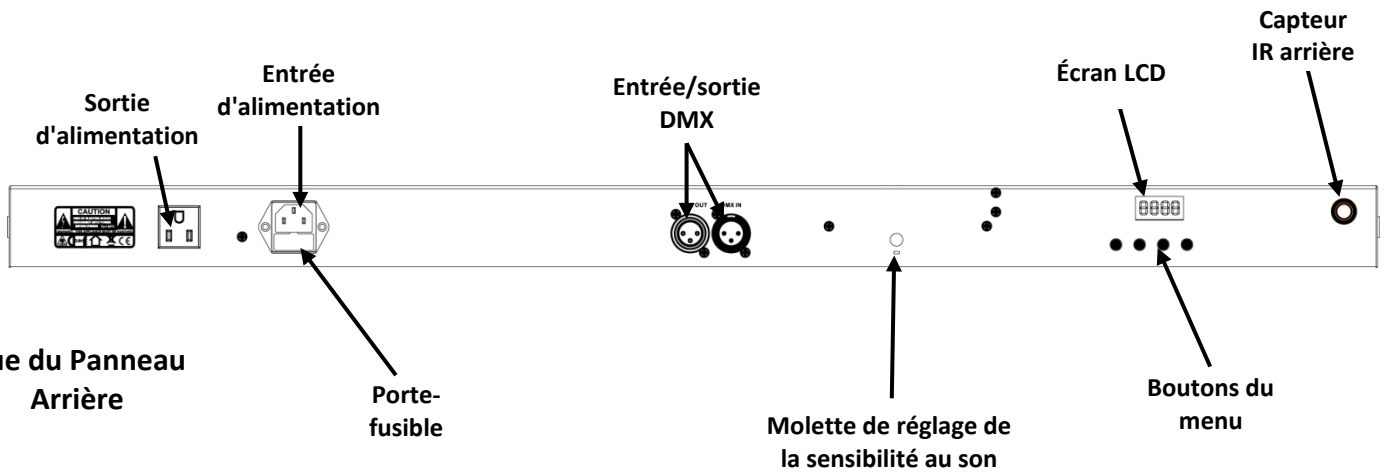 Capteur
IR arrière
Écran LCD
Entrée
d'alimentation
Entrée/sortie
DMX
Sortie
d'alimentation
CAUTION
OUT
DMX IN
ue du Panneau
Arrière
Porte-
fusible
Boutons du
menu
Molette de réglage de
la sensibilité au son